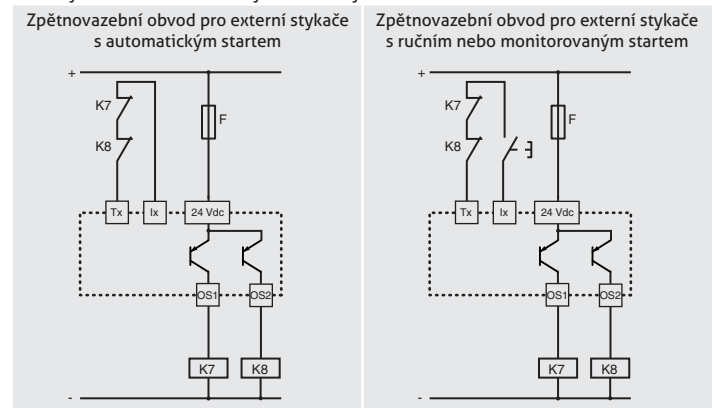 Zpětnovazební obvod pro externí stykače
s automatickým startem
+
K7
F
K8
Tx
Ix
24 Vdc
OS1
OS2
K7
K8
-
Zpětnovazební obvod pro externí stykače
s ručním nebo monitorovaným startem
+
K7
F
K8
Tx
Ix
24 Vdc
OS1
OS2
K7
K8
-